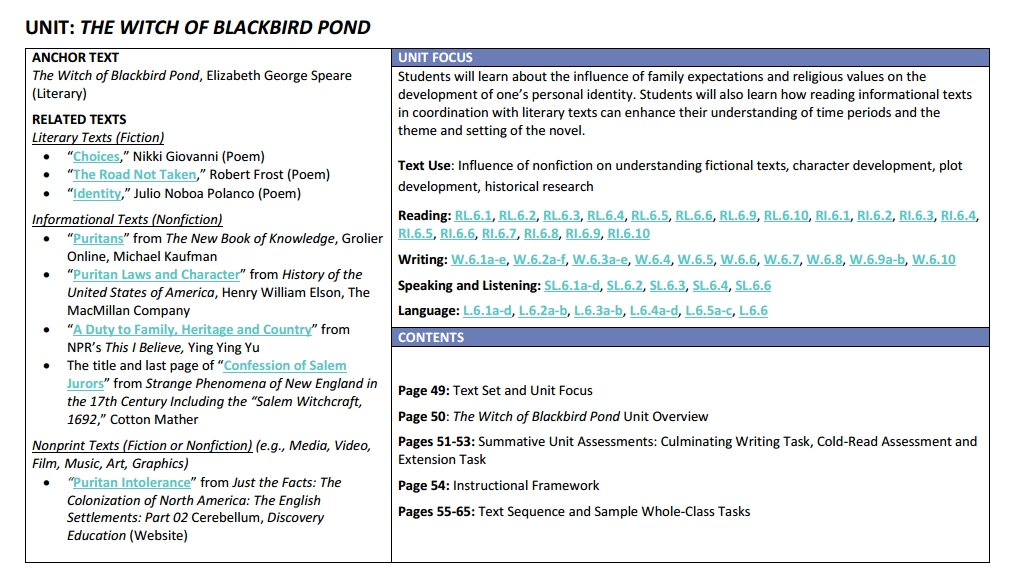 UNIT: THE WITCH OF BLACKBIRD POND
ANCHOR TEXT
The Witch of Blackbird Pond, Elizabeth George Speare
(Literary)
RELATED TEXTS
Literary Texts (Fiction)
• “Choices,” Nikki Giovanni (Poem)
• “The Road Not Taken,” Robert Frost (Poem)
• “Identity,” Julio Noboa Polanco (Poem)
Informational Texts (Nonfiction)
• “Puritans” from The New Book of Knowledge, Grolier
Online, Michael Kaufman
• “Puritan Laws and Character” from History of the
United States of America, Henry William Elson, The
MacMillan Company
• “A Duty to Family, Heritage and Country” from
NPR’s This I Believe, Ying Ying Yu
• The title and last page of “Confession of Salem
Jurors” from Strange Phenomena of New England in
the 17th Century Including the “Salem Witchcraft,
1692,” Cotton Mather
Nonprint Texts (Fiction or Nonfiction) (e.g., Media, Video,
Film, Music, Art, Graphics)
• “Puritan Intolerance” from Just the Facts: The
Colonization of North America: The English
Settlements: Part 02 Cerebellum, Discovery
Education (Website)
UNIT FOCUS
Students will learn about the influence of family expectations and religious values on the
development of one’s personal identity. Students will also learn how reading informational texts
in coordination with literary texts can enhance their understanding of time periods and the
theme and setting of the novel.
Text Use: Influence of nonfiction on understanding fictional texts, character development, plot
development, historical research
Reading: RL.6.1, RL.6.2, RL.6.3, RL.6.4, RL.6.5, RL.6.6, RL.6.9, RL.6.10, RI.6.1, RI.6.2, RI.6.3, RI.6.4,
RI.6.5, RI.6.6, RI.6.7, RI.6.8, RI.6.9, RI.6.10
Writing: W.6.1a-e, W.6.2a-f, W.6.3a-e, W.6.4, W.6.5, W.6.6, W.6.7, W.6.8, W.6.9a-b, W.6.10
Speaking and Listening: SL.6.1a-d, SL.6.2, SL.6.3, SL.6.4, SL.6.6
Language: L.6.1a-d, L.6.2a-b, L.6.3a-b, L.6.4a-d, L.6.5a-c, L.6.6
CONTENTS
Page 49: Text Set and Unit Focus
Page 50: The Witch of Blackbird Pond Unit Overview
Pages 51-53: Summative Unit Assessments: Culminating Writing Task, Cold-Read Assessment and
Extension Task
Page 54: Instructional Framework
Pages 55-65: Text Sequence and Sample Whole-Class Tasks